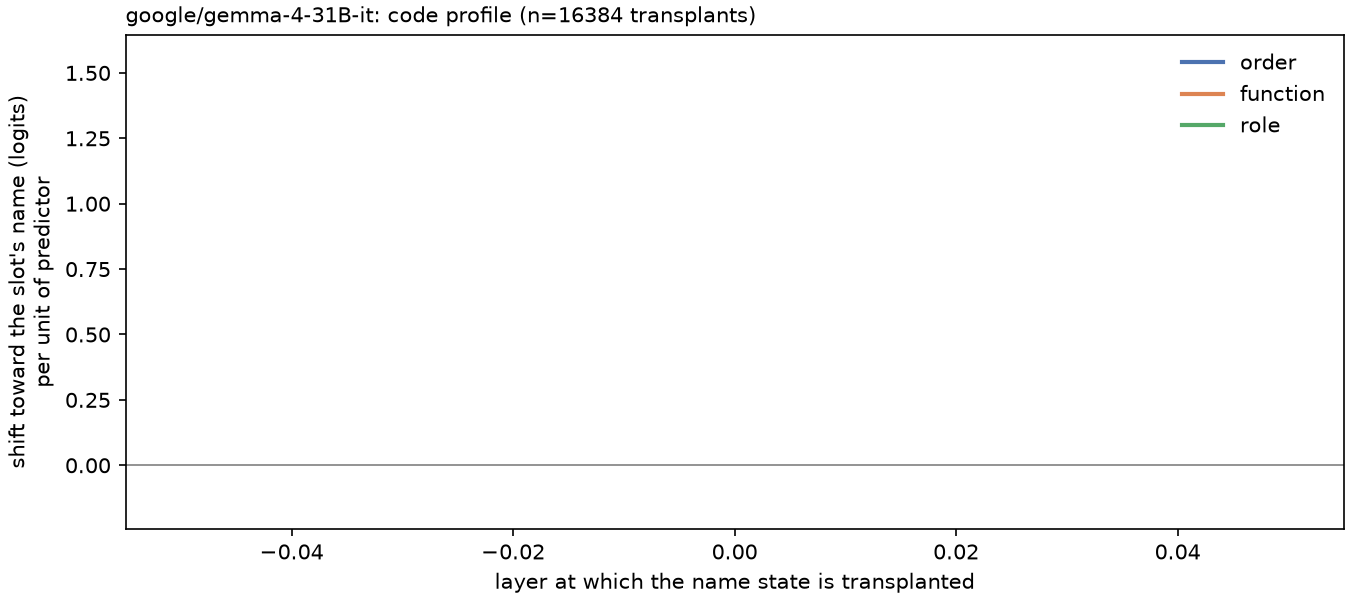 google/gemma-4-31B-it: code profile (n=16384 transplants)
order
function
role
shift toward the slot's name (logits)
per unit of predictor
1.50
1.25
1.00
0.75
0.50
0.25
0.00
−0.04
−0.02
0.00
0.02
0.04
layer at which the name state is transplanted